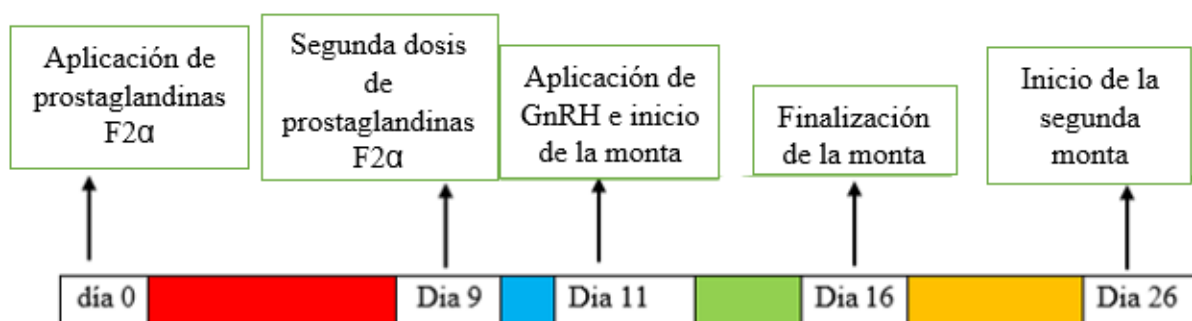 Aplicación de
prostaglandinas
F2α
Segunda dosis
de
prostaglandinas
F2α
Aplicación de
GnRH e inicio
de la monta
Finalización
de la monta
Inicio de la
segunda
monta
día 0
Dia 9
Dia 11
Dia 16
Dia 26